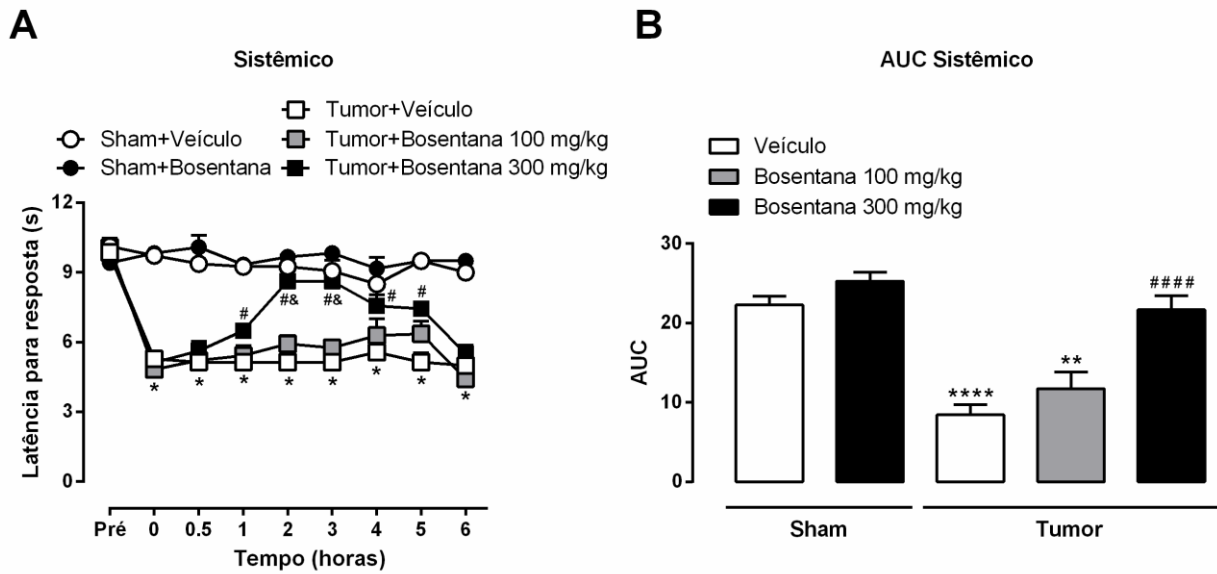 A
Sistêmico
Sham+Veículo
Sham+Bosentana
Tumor+Veículo
Tumor+Bosentana 100 mg/kg
Tumor+Bosentana 300 mg/kg
Latência para resposta (s)
12
9
6
3
0
#
#&
#&
#
#
* * * * * * * *
Pré 0 0.5 1 2 3 4 5 6
Tempo (horas)
B
AUC Sistêmico
Veículo
Bosentana 100 mg/kg
Bosentana 300 mg/kg
AUC
30
20
10
0
****
**
####
Sham Tumor